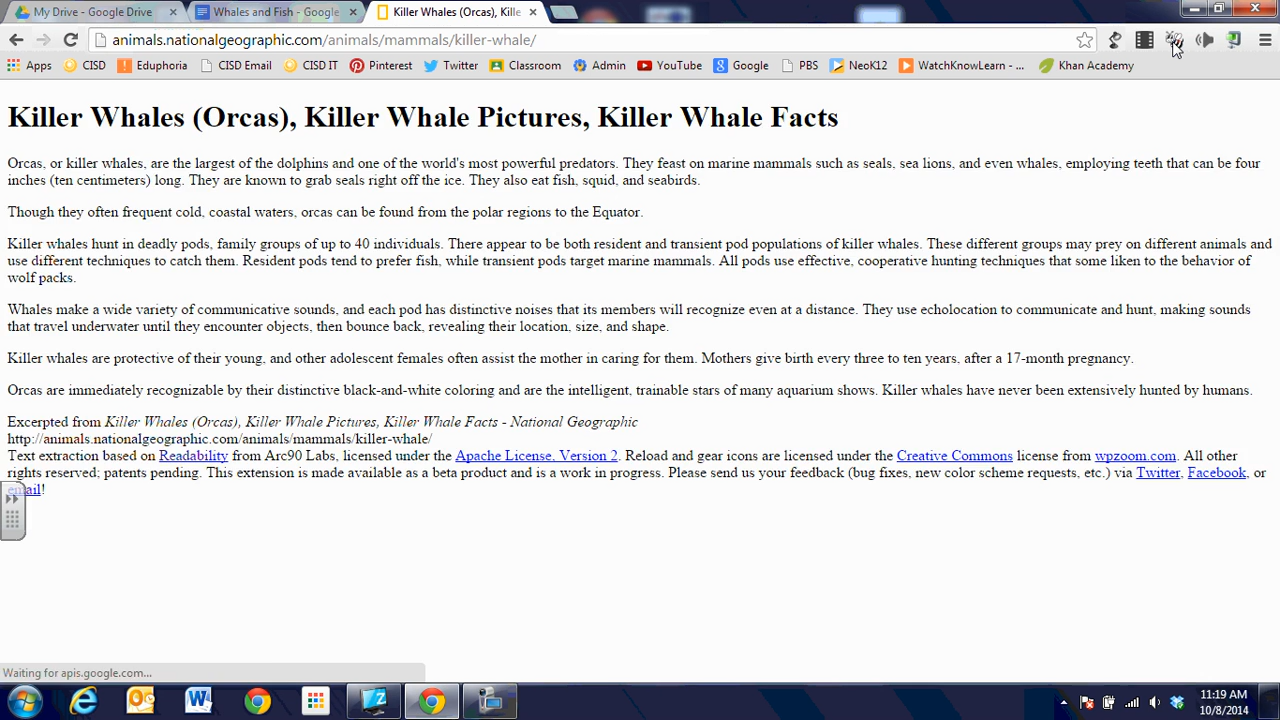 My Drive - Google Drive
Whales and Fish - Google
Killer Whales (Orcas), Kille
animals.nationalgeographic.com/animals/mammals/killer-whale/
Apps CISD Euphoria CISD Email CISD IT Pinterest Twitter Classroom Admin YouTube Google PBS NeoK12 WatchKnowLearn - ... Khan Academy
Killer Whales (Orcas), Killer Whale Pictures, Killer Whale Facts
Orcas, or killer whales, are the largest of the dolphins and one of the world's most powerful predators. They feast on marine mammals such as seals, sea lions, and even whales, employing teeth that can be four
inches (ten centimeters) long. They are known to grab seals right off the ice. They also eat fish, squid, and seabirds.
Though they often frequent cold, coastal waters, orcas can be found from the polar regions to the Equator.
Killer whales hunt in deadly pods, family groups of up to 40 individuals. There appear to be both resident and transient pod populations of killer whales. These different groups may prey on different animals and
use different techniques to catch them. Resident pods tend to prefer fish, while transient pods target marine mammals. All pods use effective, cooperative hunting techniques that some liken to the behavior of
wolf packs.
Whales make a wide variety of communicative sounds, and each pod has distinctive noises that its members will recognize even at a distance. They use echolocation to communicate and hunt, making sounds
that travel underwater until they encounter objects, then bounce back, revealing their location, size, and shape.
Killer whales are protective of their young, and other adolescent females often assist the mother in caring for them. Mothers give birth every three to ten years, after a 17-month pregnancy.
Orcas are immediately recognizable by their distinctive black-and-white coloring and are the intelligent, trainable stars of many aquarium shows. Killer whales have never been extensively hunted by humans.
Excerpted from Killer Whales (Orcas), Killer Whale Pictures, Killer Whale Facts - National Geographic
http://animals.nationalgeographic.com/animals/mammals/killer-whale/
Text extraction based on Readability from Arc90 Labs, licensed under the Apache License, Version 2. Reload and gear icons are licensed under the Creative Commons license from wpzoom.com. All other
rights reserved; patents pending. This extension is made available as a beta product and is a work in progress. Please send us your feedback (bug fixes, new color scheme requests, etc.) via Twitter, Facebook, or
email!
Waiting for apis.google.com...
11:19 AM
10/8/2014